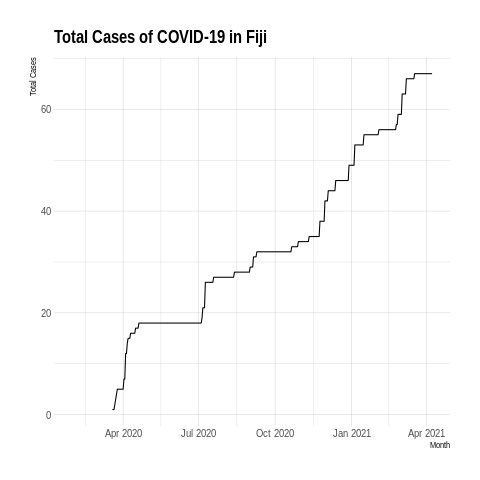 Total Cases of COVID-19 in Fiji
Total Cases
60
40
20
0
Apr 2020 Jul 2020 Oct 2020 Jan 2021 Apr 2021
Month